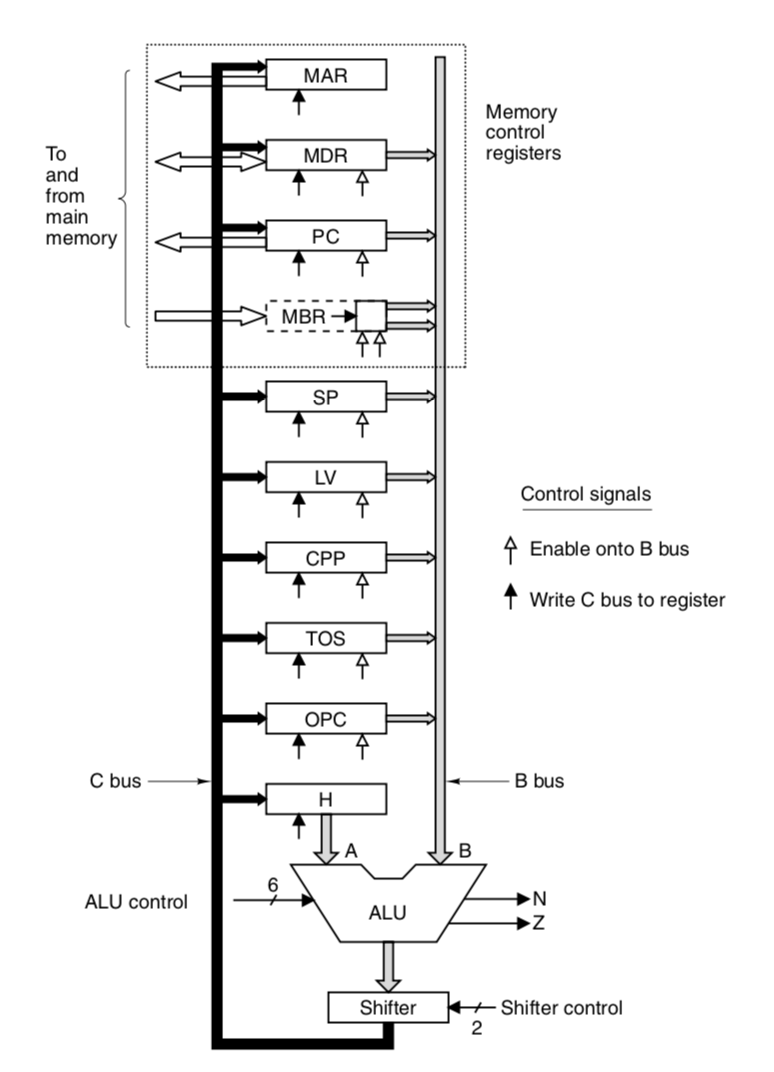 MAR
Memory
control
registers
To
and
from
main
memory
MDR
PC
MBR
SP
LV
Control signals
Enable onto B bus
CPP
Write C bus to register
TOS
OPC
C bus
B bus
H
A
B
6
ALU control
ALU
N
Z
Shifter
Shifter control
2